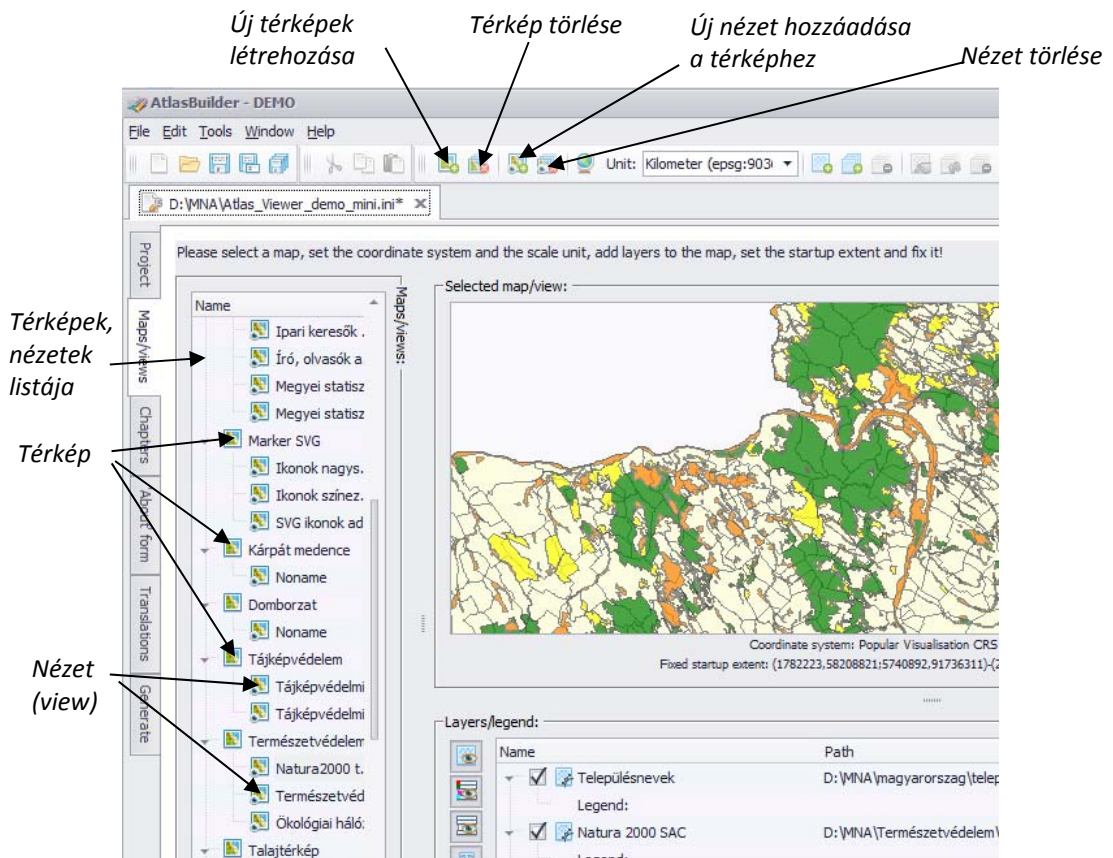 Új térképek
létrehozása
Térkép törlése
Új nézet hozzáadása
a térképhez
Nézet törlése
AtlasBuilder - DEMO
File Edit Tools Window Help
Unit: Kilometer (epsg:903
D:\MNA\Atlas_Viewer_demo_mini.ini*
Project
Maps/views
Chapters
About form
Translations
Generate
Please select a map, set the coordinate system and the scale unit, add layers to the map, set the startup extent and fix it!
Térképek,
nézetek
listája
Térkép
Nézet
(view)
Maps/views:
Name
Ipari keresők .
Író, olvasók a
Megyei statisz
Megyei statisz
Marker SVG
Ikonok nagys.
Ikonok színez.
SVG ikonok ad
Kárpát medence
Noname
Domborzat
Noname
Tájképvédelem
Tájképvédelmi
Tájképvédelmi
Természetvédelem
Natura2000 t.
Természetvéd
Ökológiai háló:
Talajtérkép
Selected map/view:
Coordinate system: Popular Visualisation CRS
Fixed startup extent: (1782223,58208821;5740892,91736311)-(2
Layers/legend:
Name Path
Településnevek D:\MNA\magyarorszag\telep
Legend:
Natura 2000 SAC D:\MNA\Természetvédelem\
Legend: